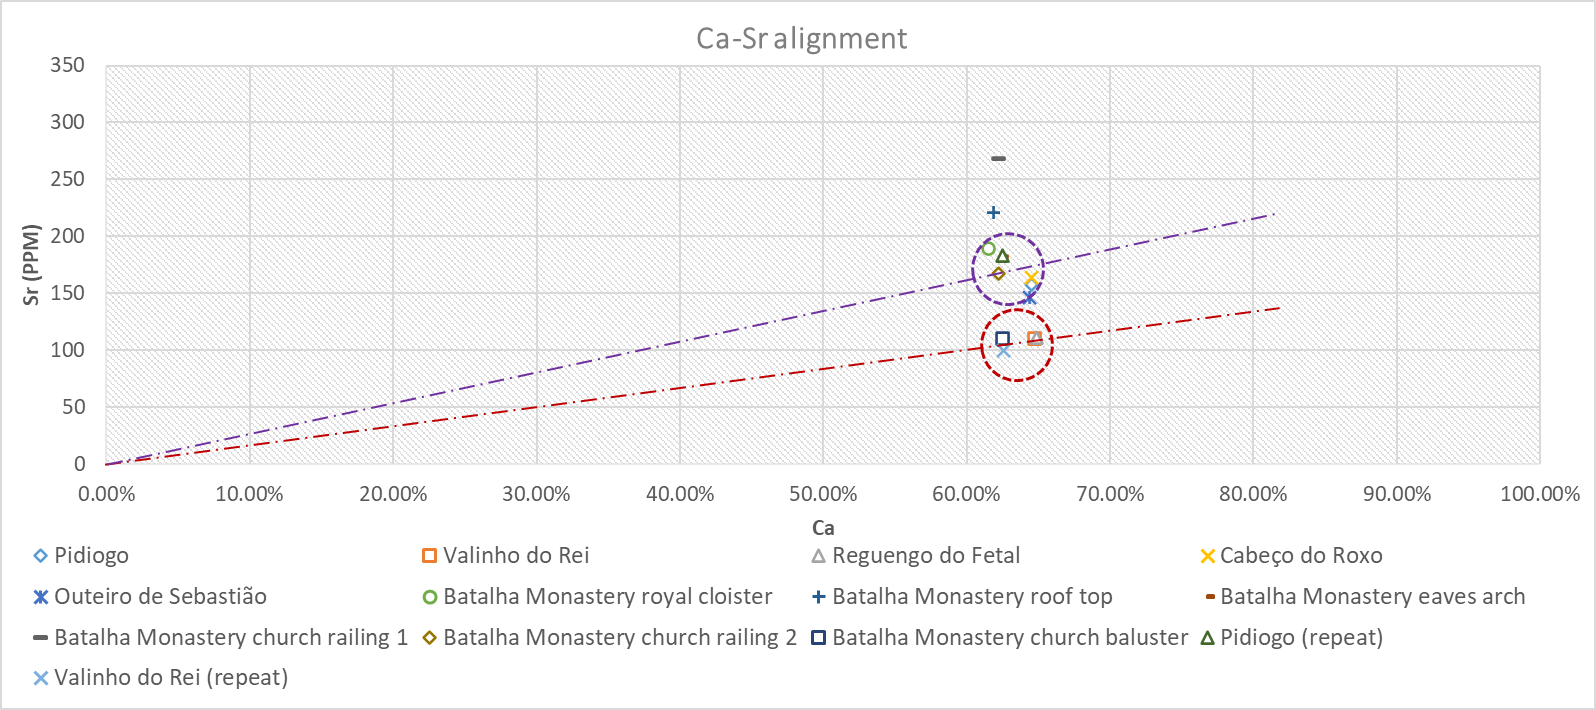 Ca-Sr alignment
350
300
250
200
150
100
50
0
Sr (PPM)
0.00% 10.00% 20.00% 30.00% 40.00% 50.00% 60.00% 70.00% 80.00% 90.00% 100.00%
Ca
Pidiogo Valinho do Rei Reguengo do Fetal Cabeço do Roxo
Outeiro de Sebastião Batalha Monastery royal cloister Batalha Monastery roof top Batalha Monastery eaves arch
Batalha Monastery church railing 1 Batalha Monastery church railing 2 Batalha Monastery church baluster Pidiogo (repeat)
Valinho do Rei (repeat)